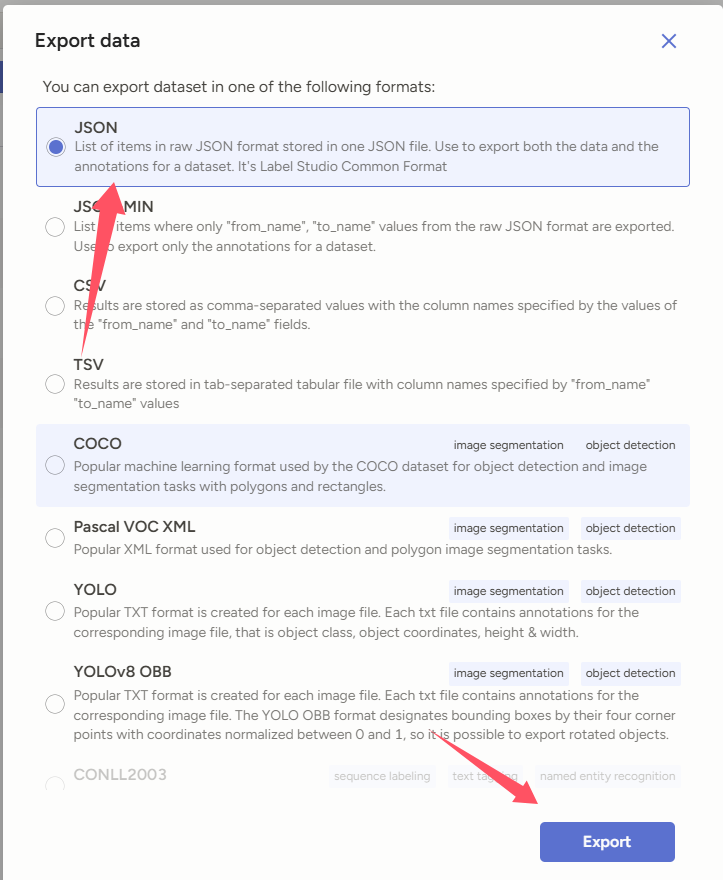 Export data
You can export dataset in one of the following formats:
JSON
List of items in raw JSON format stored in one JSON file. Use to export both the data and the
annotations for a dataset. It's Label Studio Common Format
MIN
List items where only "from_name", "to_name" values from the raw JSON format are exported.
Use to export only the annotations for a dataset.
CSV
Results are stored as comma-separated values with the column names specified by the values of
the "from_name" and "to_name" fields.
TSV
Results are stored in tab-separated tabular file with column names specified by "from_name"
"to_name" values
COCO image segmentation object detection
Popular machine learning format used by the COCO dataset for object detection and image
segmentation tasks with polygons and rectangles.
Pascal VOC XML image segmentation object detection
Popular XML format used for object detection and polygon image segmentation tasks.
YOLO image segmentation object detection
Popular TXT format is created for each image file. Each txt file contains annotations for the
corresponding image file, that is object class, object coordinates, height & width.
YOLOv8 OBB image segmentation object detection
Popular TXT format is created for each image file. Each txt file contains annotations for the
corresponding image file. The YOLO OBB format designates bounding boxes by their four corner
points with coordinates normalized between 0 and 1, so it is possible to export rotated objects.
CONLL2003 sequence labeling text tagging named entity recognition
Export